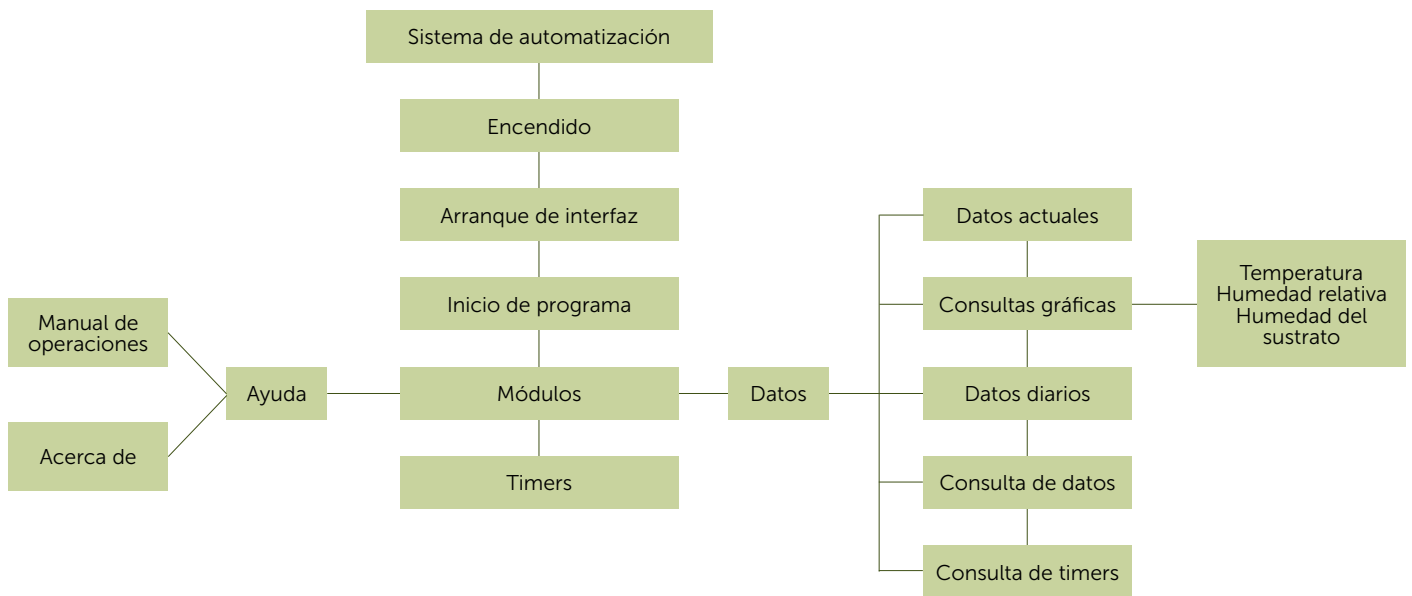 Sistema de automatización
Encendido
Arranque de interfaz
Inicio de programa
Módulos
Timers
Ayuda
Manual de
operaciones
Acerca de
Datos
Datos actuales
Consultas gráficas
Datos diarios
Consulta de datos
Consulta de timers
Temperatura
Humedad relativa
Humedad del
sustrato